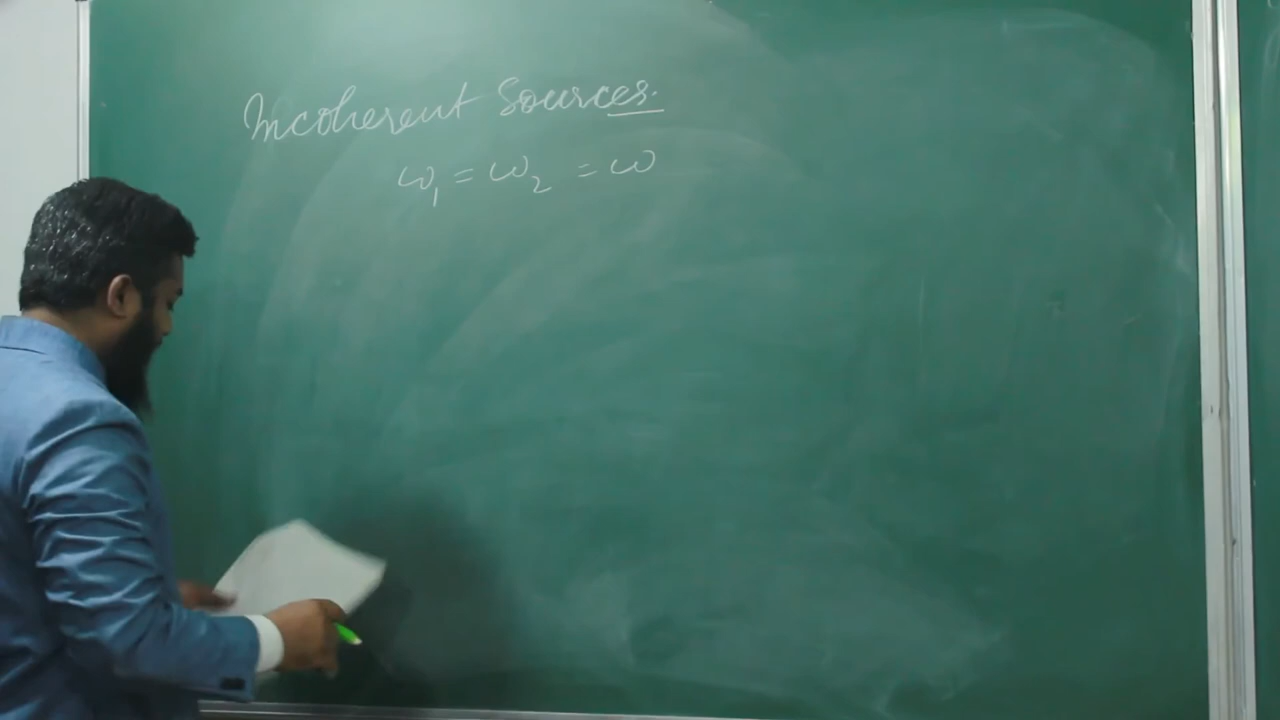 Incoherent Sources.
ω₁ = ω₂ = ω